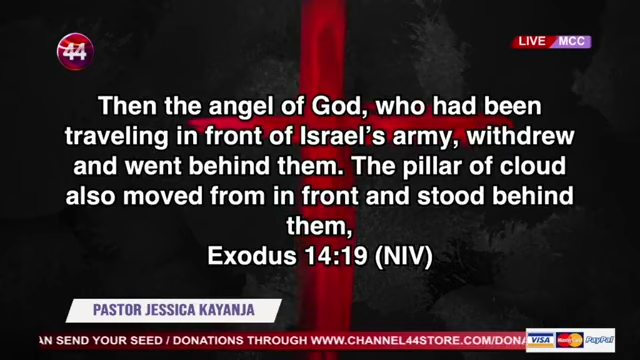 44
LIVE MCC
Then the angel of God, who had been
traveling in front of Israel's army, withdrew
and went behind them. The pillar of cloud
also moved from in front and stood behind
them,
Exodus 14:19 (NIV)
PASTOR JESSICA KAYANJA
AN SEND YOUR SEED / DONATIONS THROUGH WWW.CHANNEL44STORE.COM/DONA
VISA MasterCard PayPal